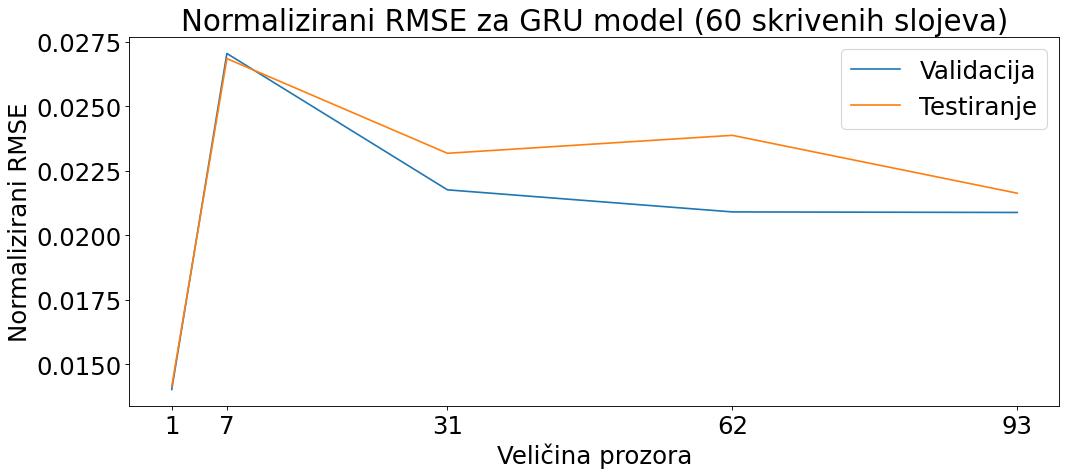 Normalizirani RMSE za GRU model (60 skrivenih slojeva)
Normalizirani RMSE
0.0275
0.0250
0.0225
0.0200
0.0175
0.0150
Validacija
Testiranje
1 7 31 62 93
Veličina prozora